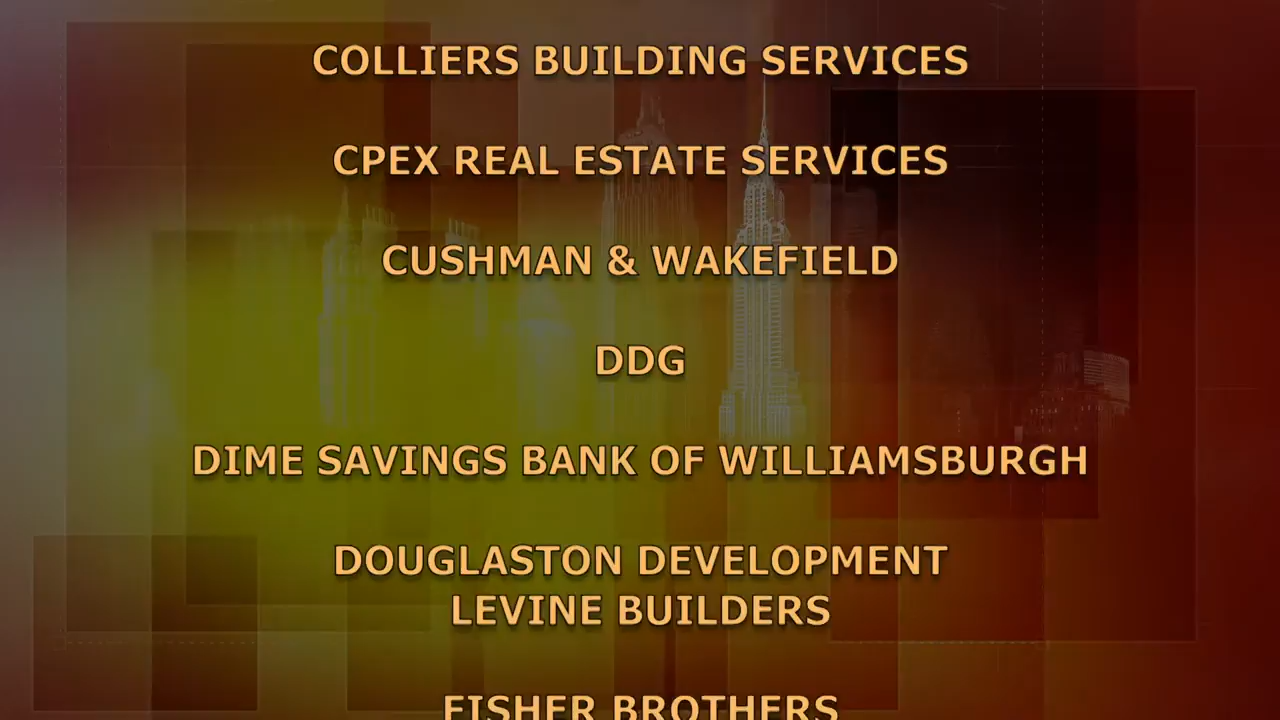 COLLIERS BUILDING SERVICES
CPEX REAL ESTATE SERVICES
CUSHMAN & WAKEFIELD
DDG
DIME SAVINGS BANK OF WILLIAMSBURGH
DOUGLASTON DEVELOPMENT
LEVINE BUILDERS
FISHER BROTHERS